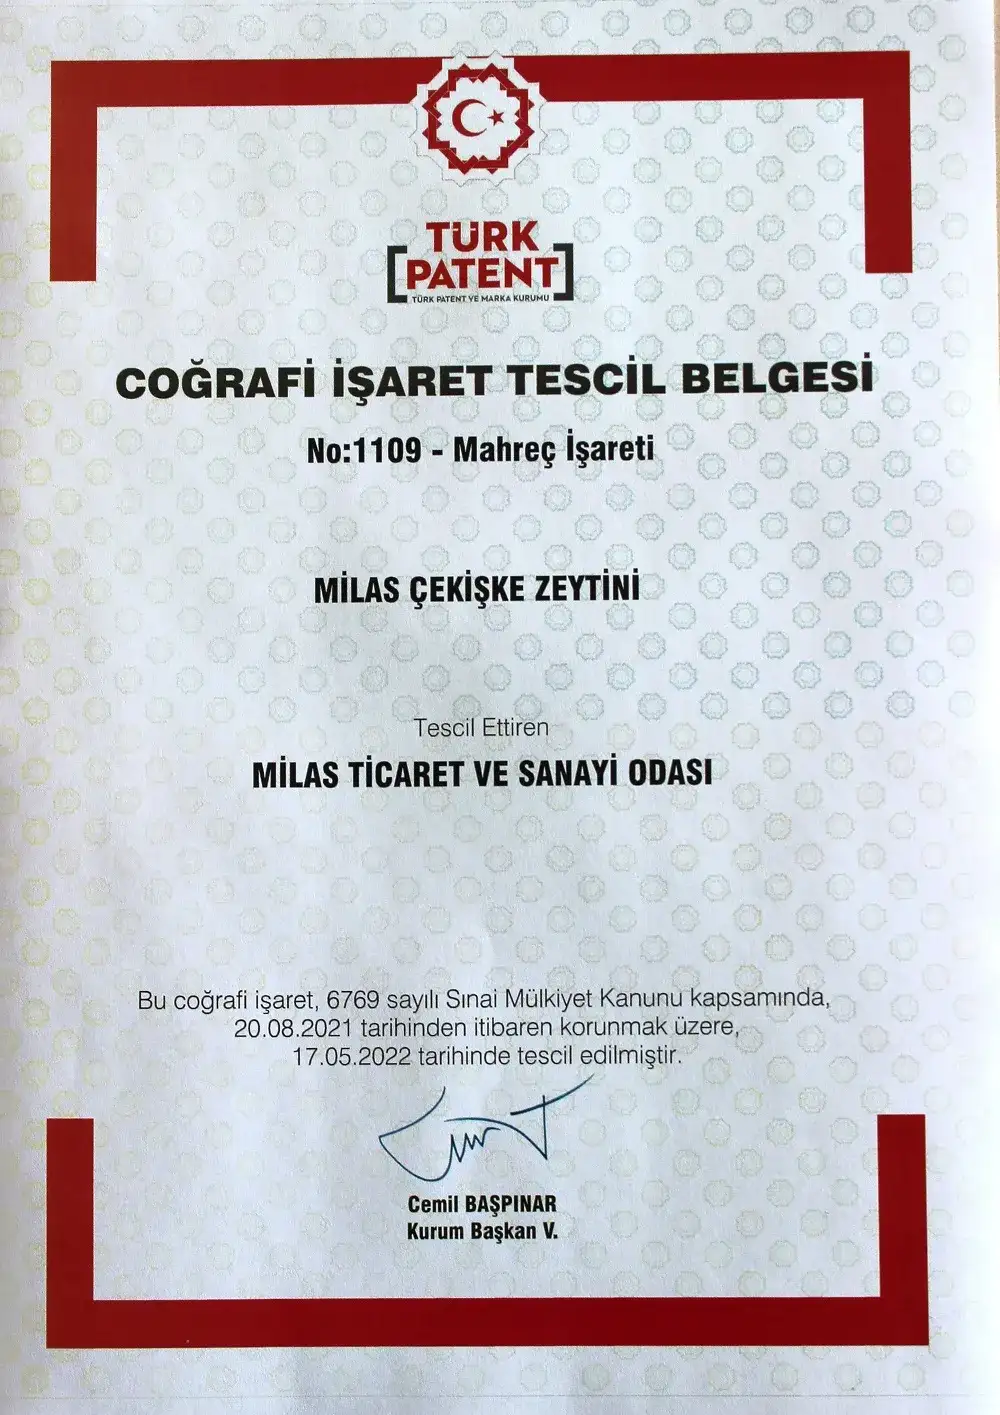 TÜRK
PATENT
TÜRK PATENT VE MARKA KURUMU
COĞRAFİ İŞARET TESCİL BELGESİ
No:1109 - Mahreç İşareti
MİLAS ÇEKİŞKE ZEYTİNİ
Tescil Ettiren
MİLAS TİCARET VE SANAYİ ODASI
Bu coğrafi işaret, 6769 sayılı Sınai Mülkiyet Kanunu kapsamında,
20.08.2021 tarihinden itibaren korunmak üzere,
17.05.2022 tarihinde tescil edilmiştir.
Cemil BAŞPINAR
Kurum Başkan V.